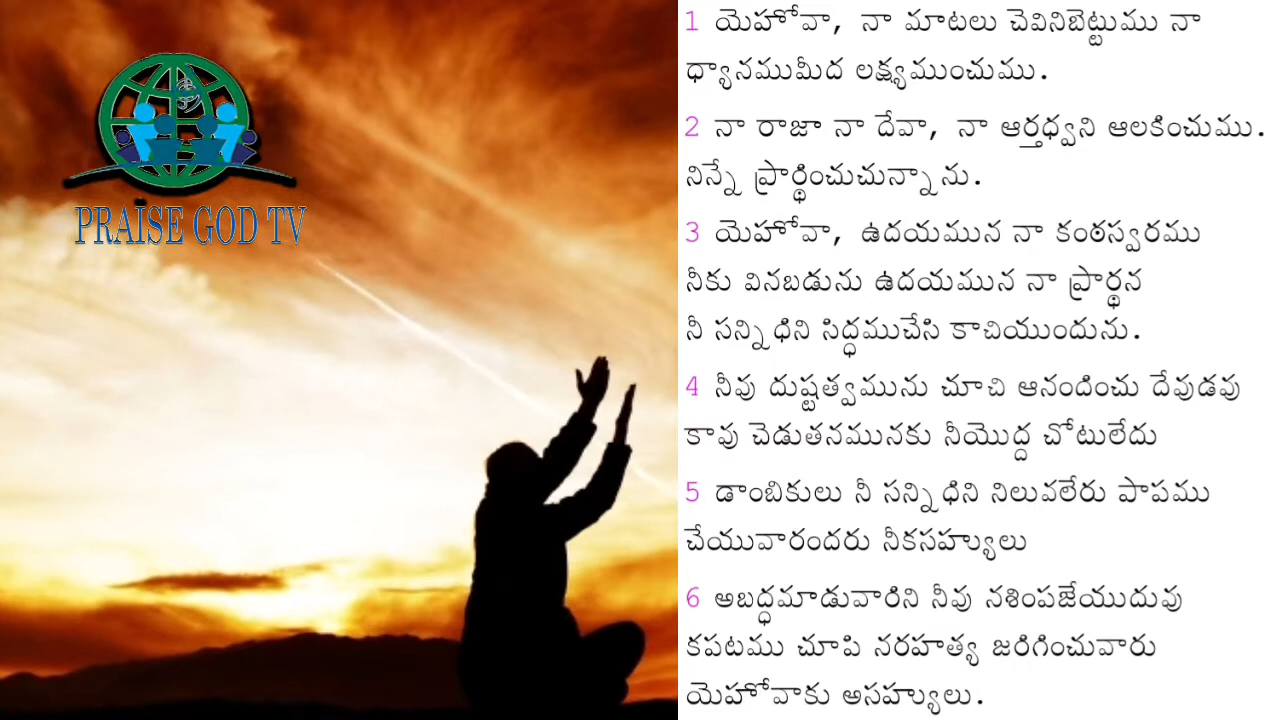 PRAISE GOD TV
1 యెహోవా, నా మాటలు చెవినిబెట్టుము నా
ధ్యానముమీద లక్ష్యముంచుము.
2 నా రాజా నా దేవా, నా ఆర్తధ్వని ఆలకించుము.
నిన్నే ప్రార్థించుచున్నాను.
3 యెహోవా, ఉదయమున నా కంఠస్వరము
నీకు వినబడును ఉదయమున నా ప్రార్థన
నీ సన్నిధిని సిద్ధముచేసి కాచియుందును.
4 నీవు దుష్టత్వమును చూచి ఆనందించు దేవుడవు
కావు చెడుతనమునకు నీయొద్ద చోటులేదు
5 డాంబికులు నీ సన్నిధిని నిలువలేరు పాపము
చేయువారందరు నీకసహ్యులు
6 అబద్ధమాడువారిని నీవు నశింపజేయుదువు
కపటము చూపి నరహత్య జరిగించువారు
యెహోవాకు అసహ్యులు.